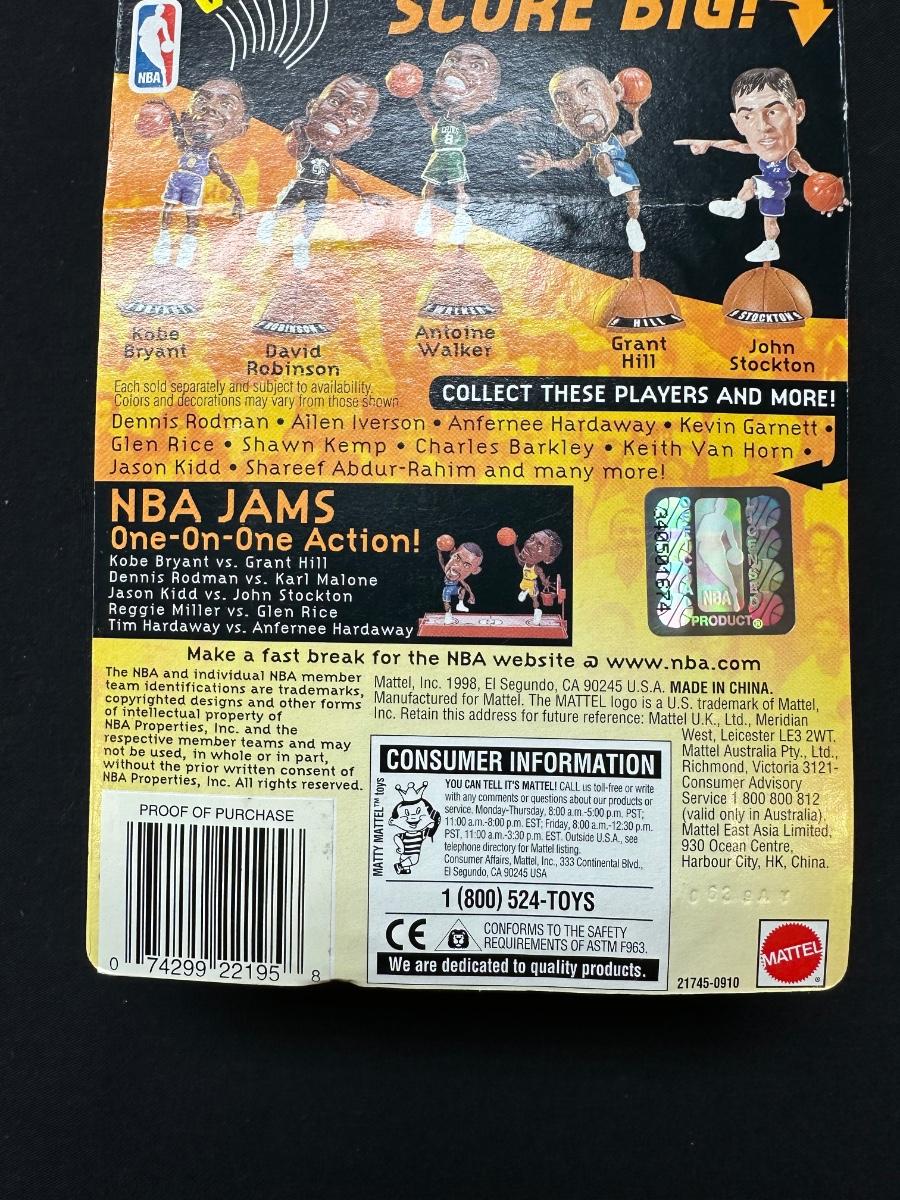 SCORE BIG!
NBA
ROBINSON
WALKER
HILL
STOCKTON
Kobe
Bryant
David
Robinson
Antoine
Walker
Grant
Hill
John
Stockton
Each sold separately and subject to availability.
Colors and decorations may vary from those shown.
COLLECT THESE PLAYERS AND MORE!
Dennis Rodman • Allen Iverson • Anfernee Hardaway • Kevin Garnett •
Glen Rice • Shawn Kemp • Charles Barkley • Keith Van Horn •
Jason Kidd • Shareef Abdur-Rahim and many more!
NBA JAMS
One-On-One Action!
Kobe Bryant vs. Grant Hill
Dennis Rodman vs. Karl Malone
Jason Kidd vs. John Stockton
Reggie Miller vs. Glen Rice
Tim Hardaway vs. Anfernee Hardaway
NBA
PRODUCT®
Make a fast break for the NBA website @ www.nba.com
The NBA and individual NBA member
team identifications are trademarks,
copyrighted designs and other forms
of intellectual property of
NBA Properties, Inc. and the
respective member teams and may
not be used, in whole or in part,
without the prior written consent of
NBA Properties, Inc. All rights reserved.
Mattel, Inc. 1998, El Segundo, CA 90245 U.S.A. MADE IN CHINA.
Manufactured for Mattel. The MATTEL logo is a U.S. trademark of Mattel,
Inc. Retain this address for future reference: Mattel U.K., Ltd., Meridian
West, Leicester LE3 2WT.
Mattel Australia Pty., Ltd.,
Richmond, Victoria 3121-
Consumer Advisory
Service 1 800 800 812
(valid only in Australia).
Mattel East Asia Limited,
930 Ocean Centre,
Harbour City, HK, China.
CONSUMER INFORMATION
MATTY MATTEL™ toys
YOU CAN TELL IT'S MATTEL! CALL us toll-free or write
with any comments or questions about our products or
service. Monday-Thursday, 8:00 a.m.-5:00 p.m. PST;
11:00 a.m.-8:00 p.m. EST; Friday, 8:00 a.m.-12:30 p.m.
PST, 11:00 a.m.-3:30 p.m. EST. Outside U.S.A., see
telephone directory for Mattel listing.
Consumer Affairs, Mattel, Inc., 333 Continental Blvd.,
El Segundo, CA 90245 USA
1 (800) 524-TOYS
CE
CONFORMS TO THE SAFETY
REQUIREMENTS OF ASTM F963.
We are dedicated to quality products.
PROOF OF PURCHASE
0 74299 22195 8
21745-0910
MATTEL
®